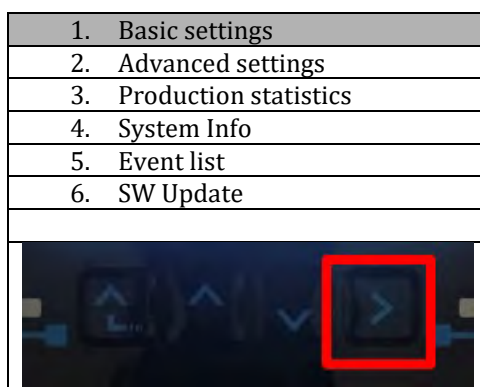 1. Basic settings
2. Advanced settings
3. Production statistics
4. System Info
5. Event list
6. SW Update